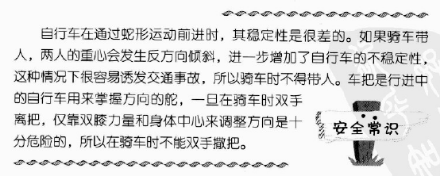 自行车在通过蛇形运动前进时，其稳定性是很差的。如果骑车带
人，两人的重心会发生反方向倾斜，进一步增加了自行车的不稳定性，
这种情况下很容易诱发交通事故，所以骑车时不得带人。车把是行进中
的自行车用来掌握方向的舵，一旦在骑车时双手
离把，仅靠双膝力量和身体中心来调整方向是十
分危险的，所以在骑车时不能双手撒把。
安全常识